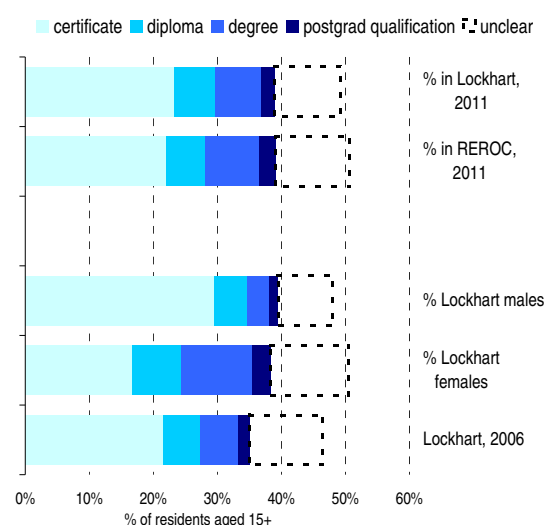 certificate diploma degree postgrad qualification unclear
% in Lockhart,
2011
% in REROC,
2011
% Lockhart males
% Lockhart
females
Lockhart, 2006
0% 10% 20% 30% 40% 50% 60%
% of residents aged 15+